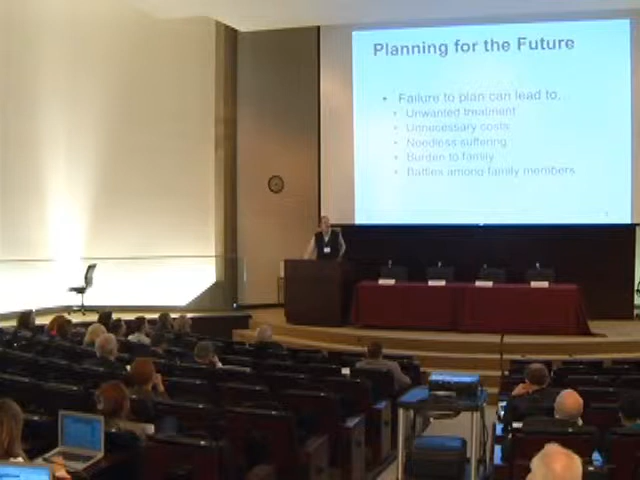 Planning for the Future
• Failure to plan can lead to...
• Unwanted treatment
• Unnecessary costs
• Needless suffering
• Burden to family
• Battles among family members